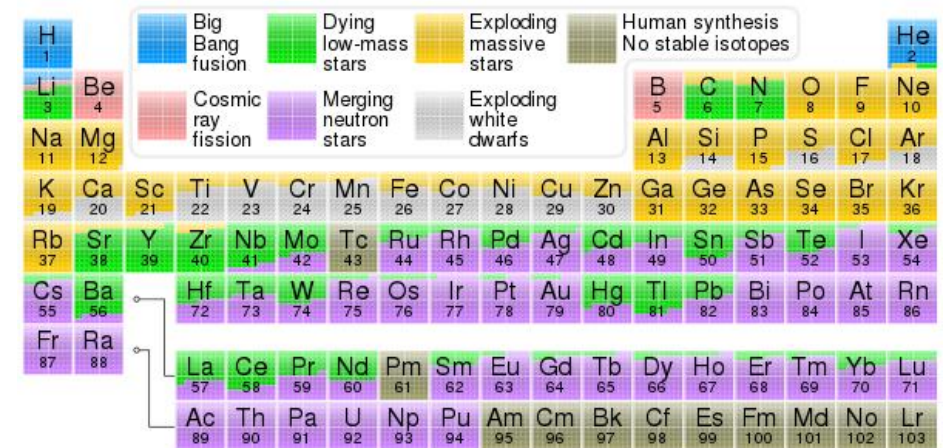 H He
1 2
Big Bang fusion
Dying low-mass stars
Exploding massive stars
Human synthesis No stable isotopes
Cosmic ray fission
Merging neutron stars
Exploding white dwarfs
Li Be B C N O F Ne
3 4 5 6 7 8 9 10
Na Mg Al Si P S Cl Ar
11 12 13 14 15 16 17 18
K Ca Sc Ti V Cr Mn Fe Co Ni Cu Zn Ga Ge As Se Br Kr
19 20 21 22 23 24 25 26 27 28 29 30 31 32 33 34 35 36
Rb Sr Y Zr Nb Mo Tc Ru Rh Pd Ag Cd In Sn Sb Te I Xe
37 38 39 40 41 42 43 44 45 46 47 48 49 50 51 52 53 54
Cs Ba Hf Ta W Re Os Ir Pt Au Hg Tl Pb Bi Po At Rn
55 56 72 73 74 75 76 77 78 79 80 81 82 83 84 85 86
Fr Ra
87 88
La Ce Pr Nd Pm Sm Eu Gd Tb Dy Ho Er Tm Yb Lu
57 58 59 60 61 62 63 64 65 66 67 68 69 70 71
Ac Th Pa U Np Pu Am Cm Bk Cf Es Fm Md No Lr
89 90 91 92 93 94 95 96 97 98 99 100 101 102 103